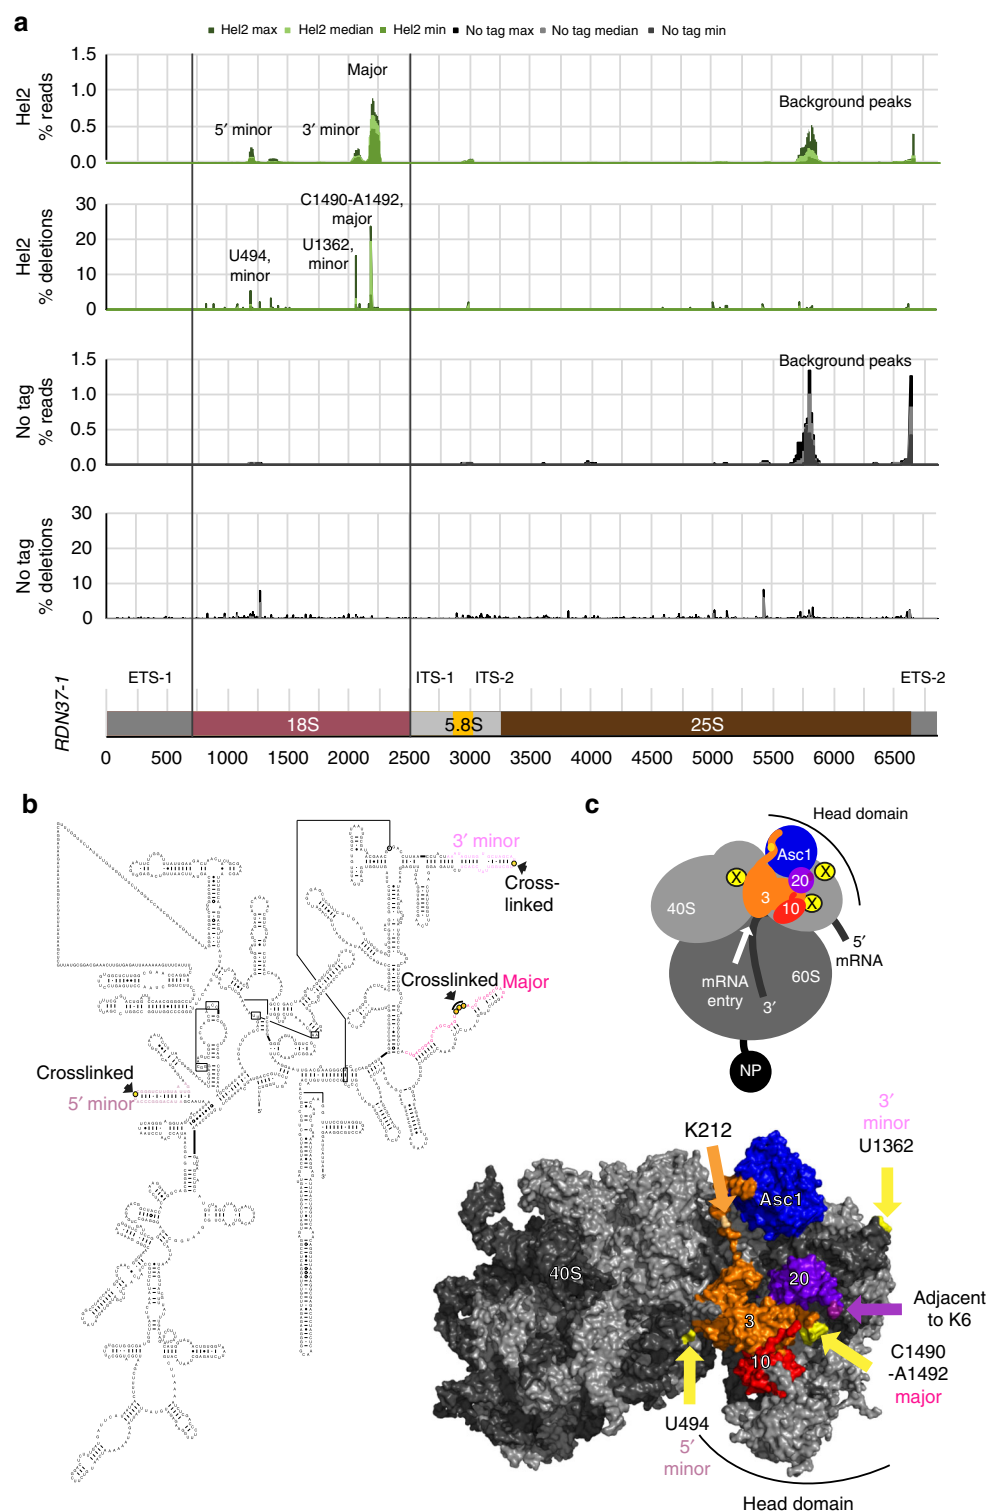 a
Hel2 max Hel2 median Hel2 min No tag max No tag median No tag min
Hel2
% reads
1.5
1.0
0.5
0.0
Major
5′ minor
3′ minor
Background peaks
Hel2
% deletions
30
20
10
0
C1490-A1492,
major
U1362,
minor
U494,
minor
No tag
% reads
1.5
1.0
0.5
0.0
Background peaks
No tag
% deletions
30
20
10
0
RDN37-1
ETS-1
ITS-1
ITS-2
ETS-2
18S
5.8S
25S
0 500 1000 1500 2000 2500 3000 3500 4000 4500 5000 5500 6000 6500
b
3′ minor
Cross-
linked
Crosslinked
Major
Crosslinked
5′ minor
c
Head domain
Asc1
X
X
20
3
10
X
40S
5′
mRNA
mRNA
entry
60S
3′
NP
3′
minor
U1362
K212
Asc1
40S
20
3
10
Adjacent
to K6
C1490
-A1492
major
U494
5′
minor
Head domain